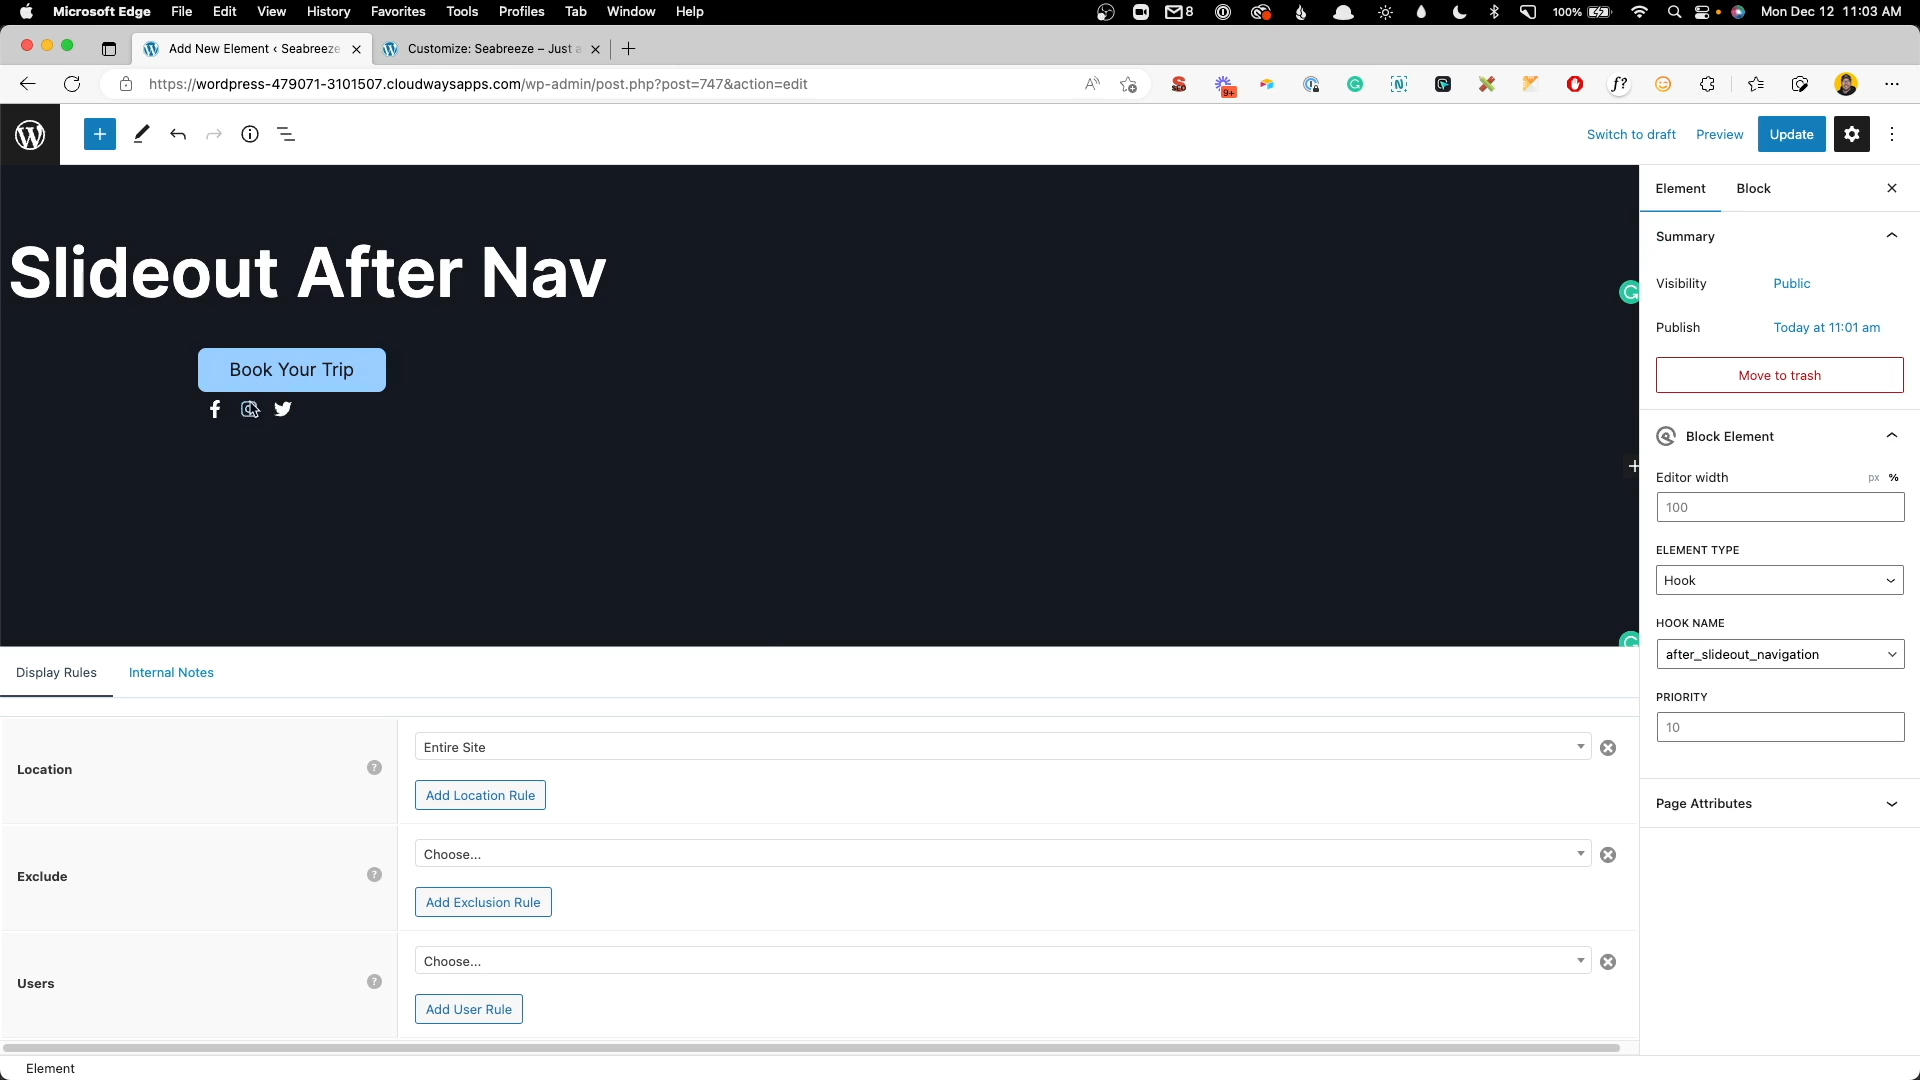 Microsoft Edge File Edit View History Favorites Tools Profiles Tab Window Help 8 100% Mon Dec 12 11:03 AM
Add New Element ‹ Seabreeze Customize: Seabreeze – Just a
https://wordpress-479071-3101507.cloudwaysapps.com/wp-admin/post.php?post=747&action=edit 9+ f?
Switch to draft Preview Update
Element Block
Summary
Visibility Public
Publish Today at 11:01 am
Move to trash
Slideout After Nav
Book Your Trip
Block Element
Editor width px %
100
ELEMENT TYPE
Hook
HOOK NAME
after_slideout_navigation
PRIORITY
10
Page Attributes
Display Rules Internal Notes
Location ? Entire Site
Add Location Rule
Exclude ? Choose...
Add Exclusion Rule
Users ? Choose...
Add User Rule
Element